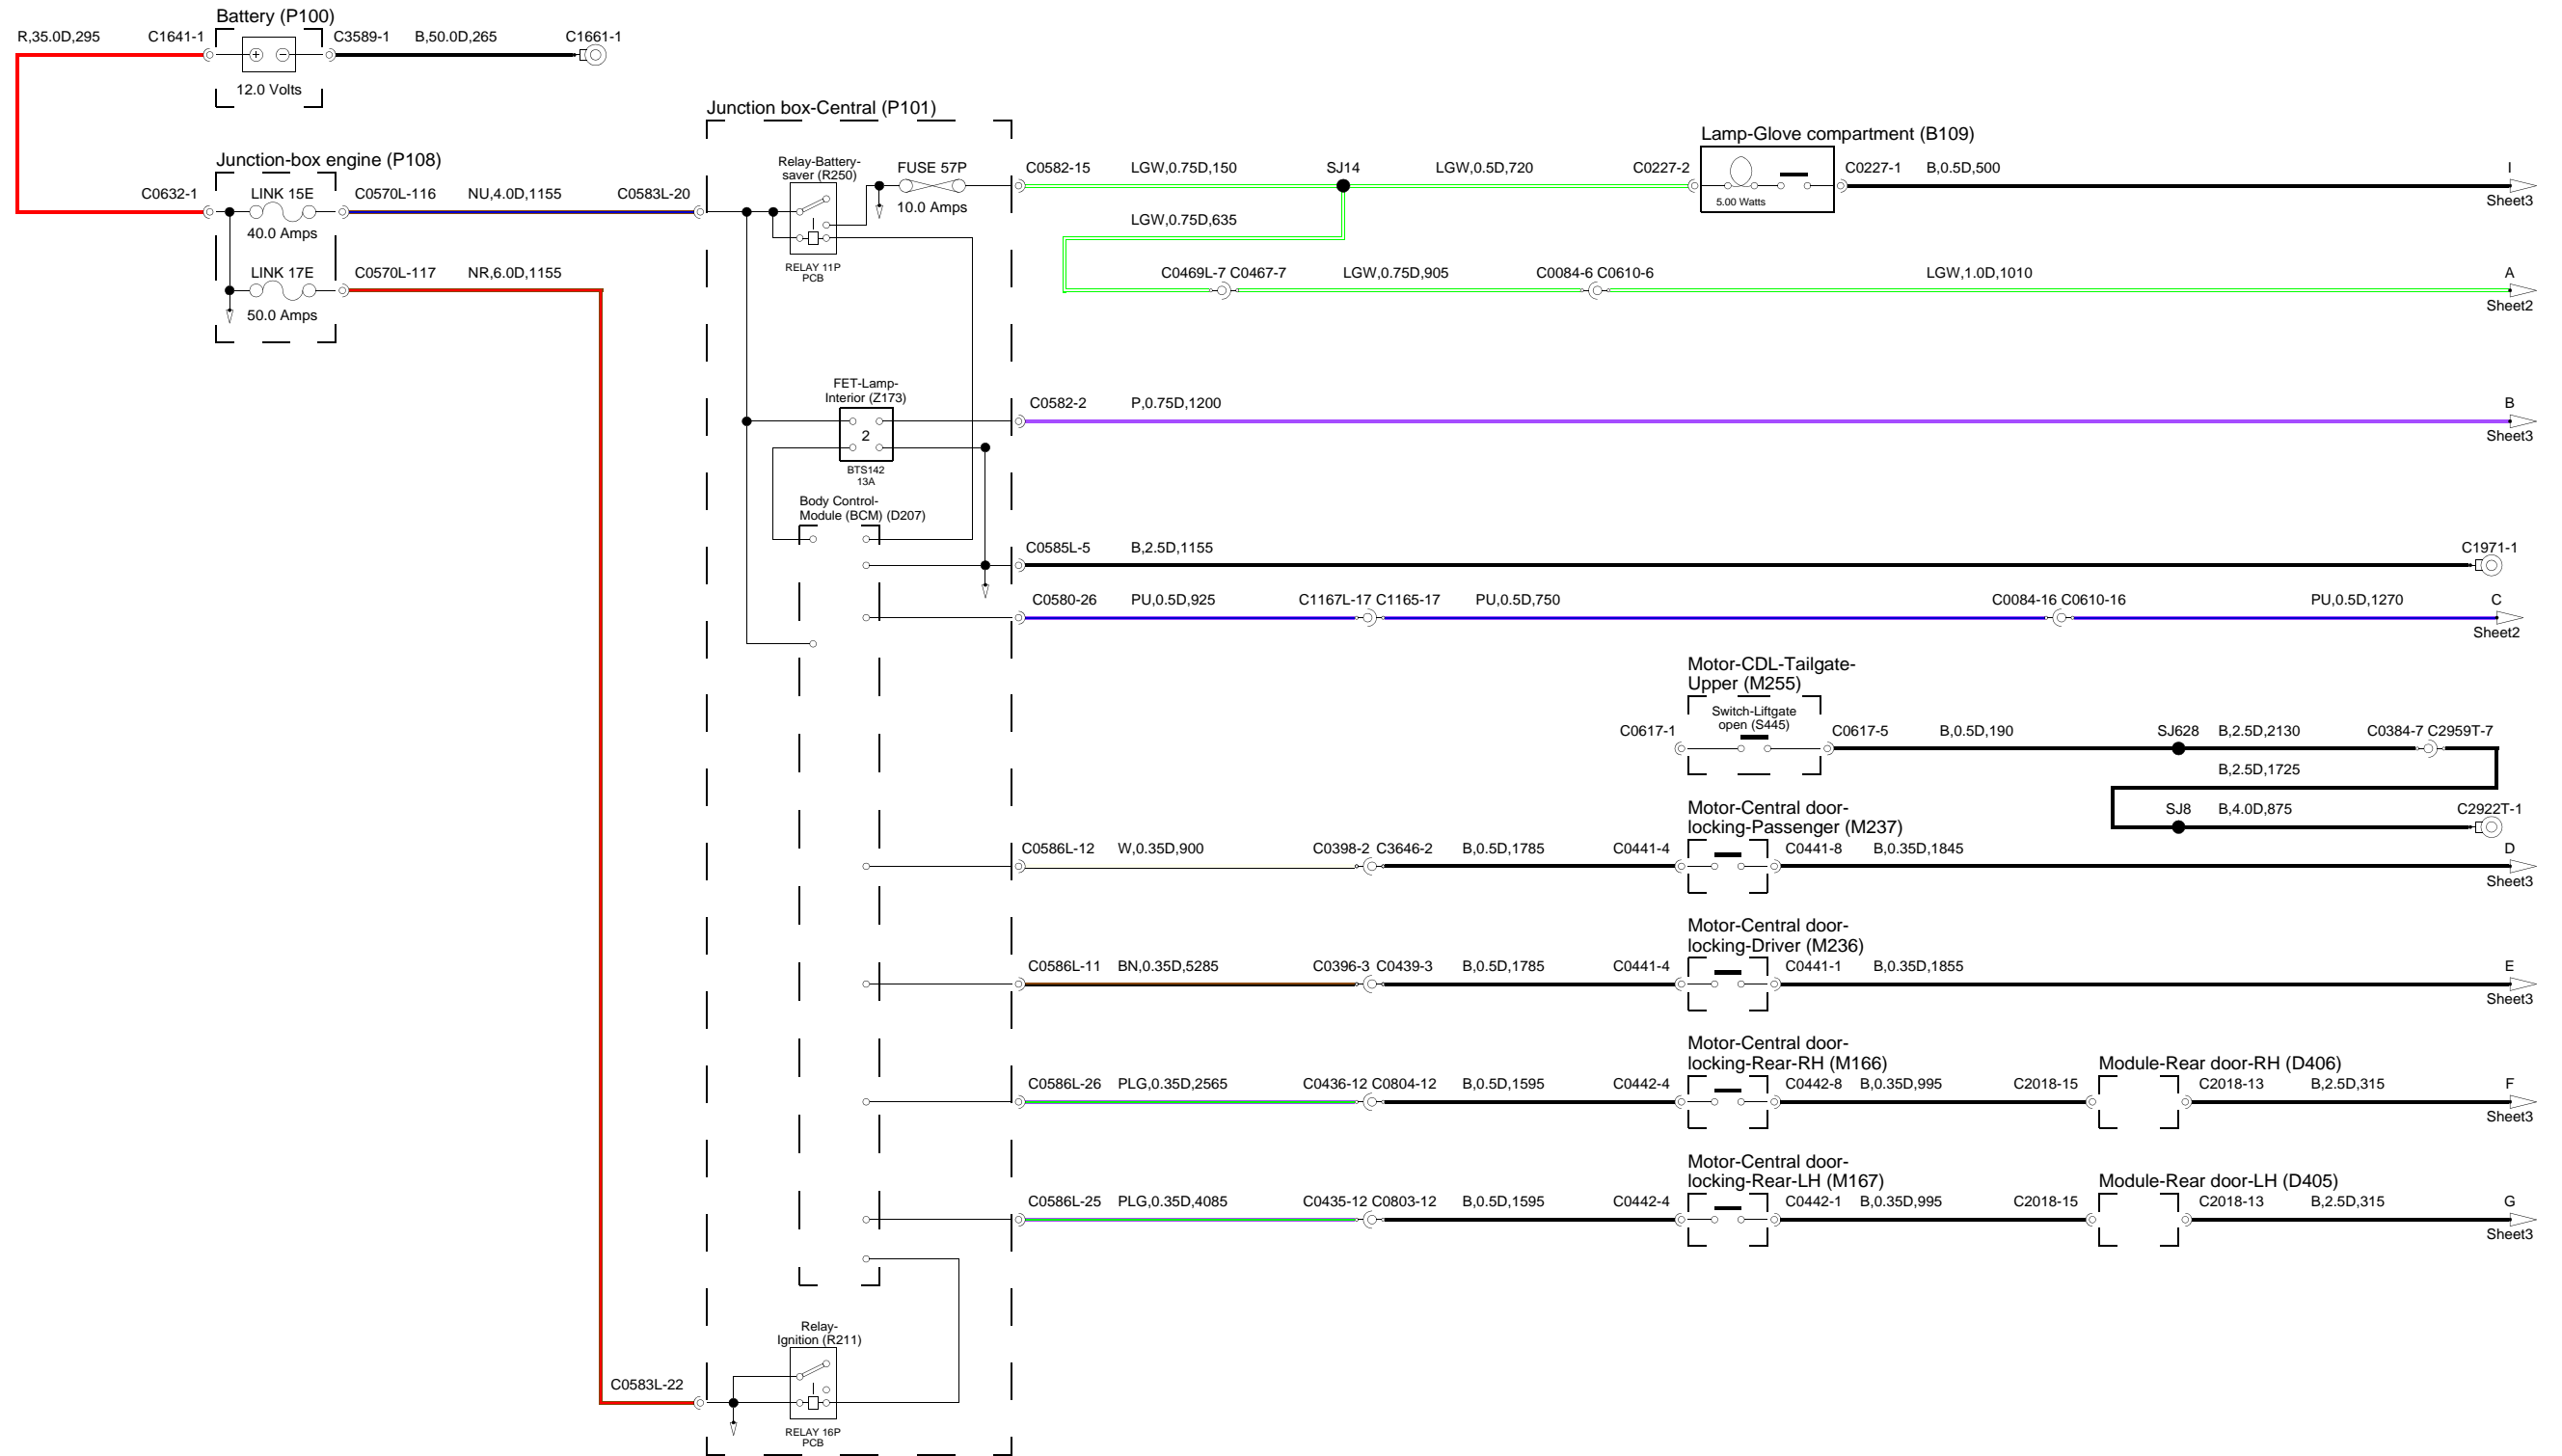 Battery (P100)
R,35.0D,295 C1641-1 C3589-1 B,50.0D,265 C1661-1
12.0 Volts
Junction box-Central (P101)
Lamp-Glove compartment (B109)
Junction-box engine (P108)
Relay-Battery-
saver (R250)
FUSE 57P
C0582-15 LGW,0.75D,150 SJ14 LGW,0.5D,720 C0227-2 C0227-1 B,0.5D,500 I
C0632-1 LINK 15E C0570L-116 NU,4.0D,1155 C0583L-20
10.0 Amps
5.00 Watts
Sheet3
LGW,0.75D,635
40.0 Amps
RELAY 11P
PCB
LINK 17E C0570L-117 NR,6.0D,1155
C0469L-7 C0467-7 LGW,0.75D,905 C0084-6 C0610-6 LGW,1.0D,1010 A
Sheet2
50.0 Amps
FET-Lamp-
Interior (Z173)
C0582-2 P,0.75D,1200 B
2
Sheet3
BTS142
13A
Body Control-
Module (BCM) (D207)
C0585L-5 B,2.5D,1155 C1971-1
C0580-26 PU,0.5D,925 C1167L-17 C1165-17 PU,0.5D,750 C0084-16 C0610-16 PU,0.5D,1270 C
Sheet2
Motor-CDL-Tailgate-
Upper (M255)
Switch-Liftgate
open (S445)
C0617-1 C0617-5 B,0.5D,190 SJ628 B,2.5D,2130 C0384-7 C2959T-7
B,2.5D,1725
SJ8 B,4.0D,875 C2922T-1
Motor-Central door-
locking-Passenger (M237)
C0586L-12 W,0.35D,900 C0398-2 C3646-2 B,0.5D,1785 C0441-4 C0441-8 B,0.35D,1845 D
Sheet3
Motor-Central door-
locking-Driver (M236)
C0586L-11 BN,0.35D,5285 C0396-3 C0439-3 B,0.5D,1785 C0441-4 C0441-1 B,0.35D,1855 E
Sheet3
Motor-Central door-
locking-Rear-RH (M166) Module-Rear door-RH (D406)
C0586L-26 PLG,0.35D,2565 C0436-12 C0804-12 B,0.5D,1595 C0442-4 C0442-8 B,0.35D,995 C2018-15 C2018-13 B,2.5D,315 F
Sheet3
Motor-Central door-
locking-Rear-LH (M167) Module-Rear door-LH (D405)
C0586L-25 PLG,0.35D,4085 C0435-12 C0803-12 B,0.5D,1595 C0442-4 C0442-1 B,0.35D,995 C2018-15 C2018-13 B,2.5D,315 G
Sheet3
Relay-
Ignition (R211)
C0583L-22
RELAY 16P
PCB